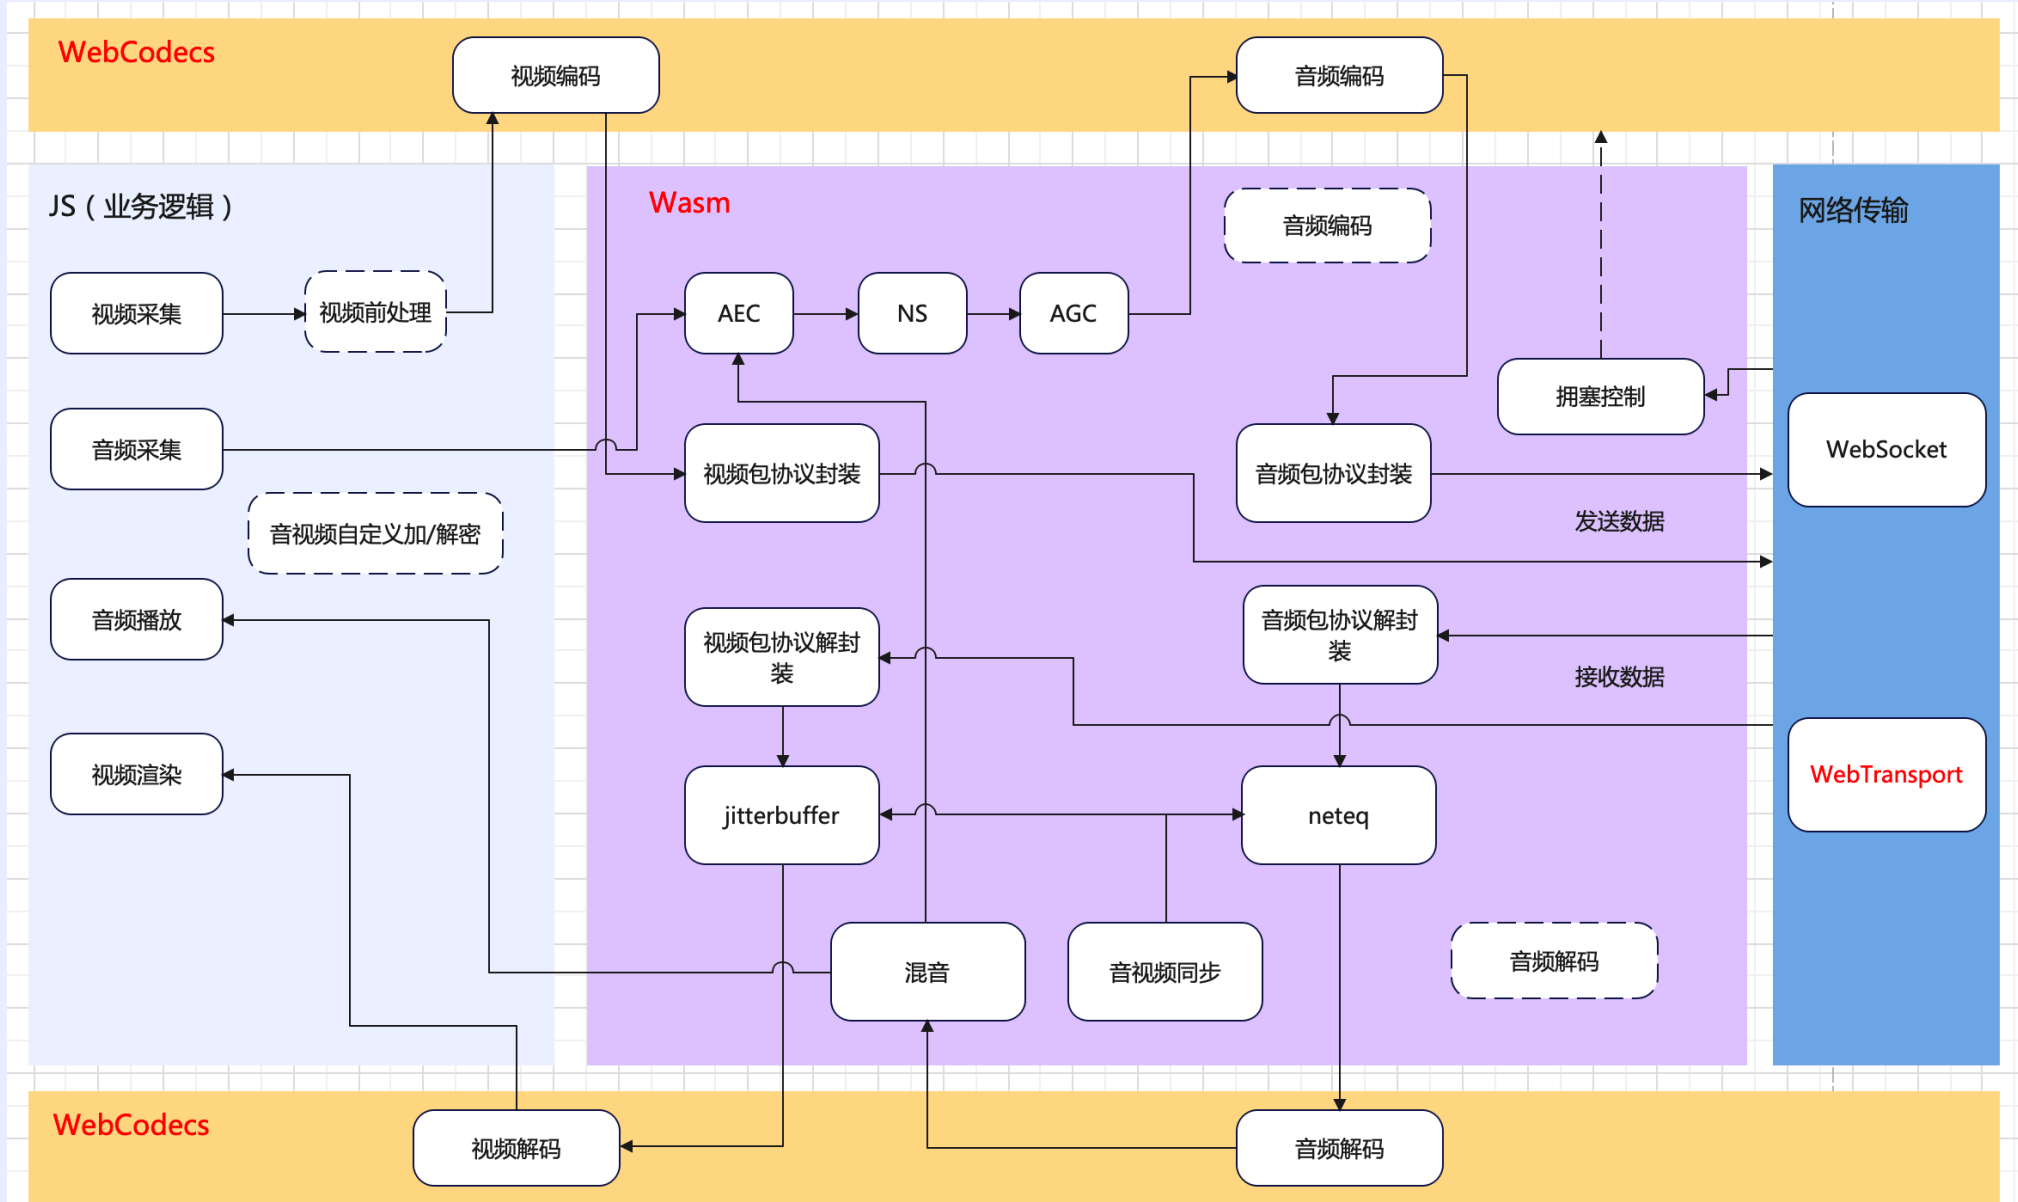 WebCodecs
视频编码
音频编码
JS（业务逻辑）
Wasm
音频编码
网络传输
视频采集
视频前处理
AEC
NS
AGC
拥塞控制
音频采集
WebSocket
视频包协议封装
音频包协议封装
发送数据
音视频自定义加/解密
音频播放
视频包协议解封
装
音频包协议解封
装
接收数据
视频渲染
jitterbuffer
neteq
WebTransport
混音
音视频同步
音频解码
WebCodecs
视频解码
音频解码